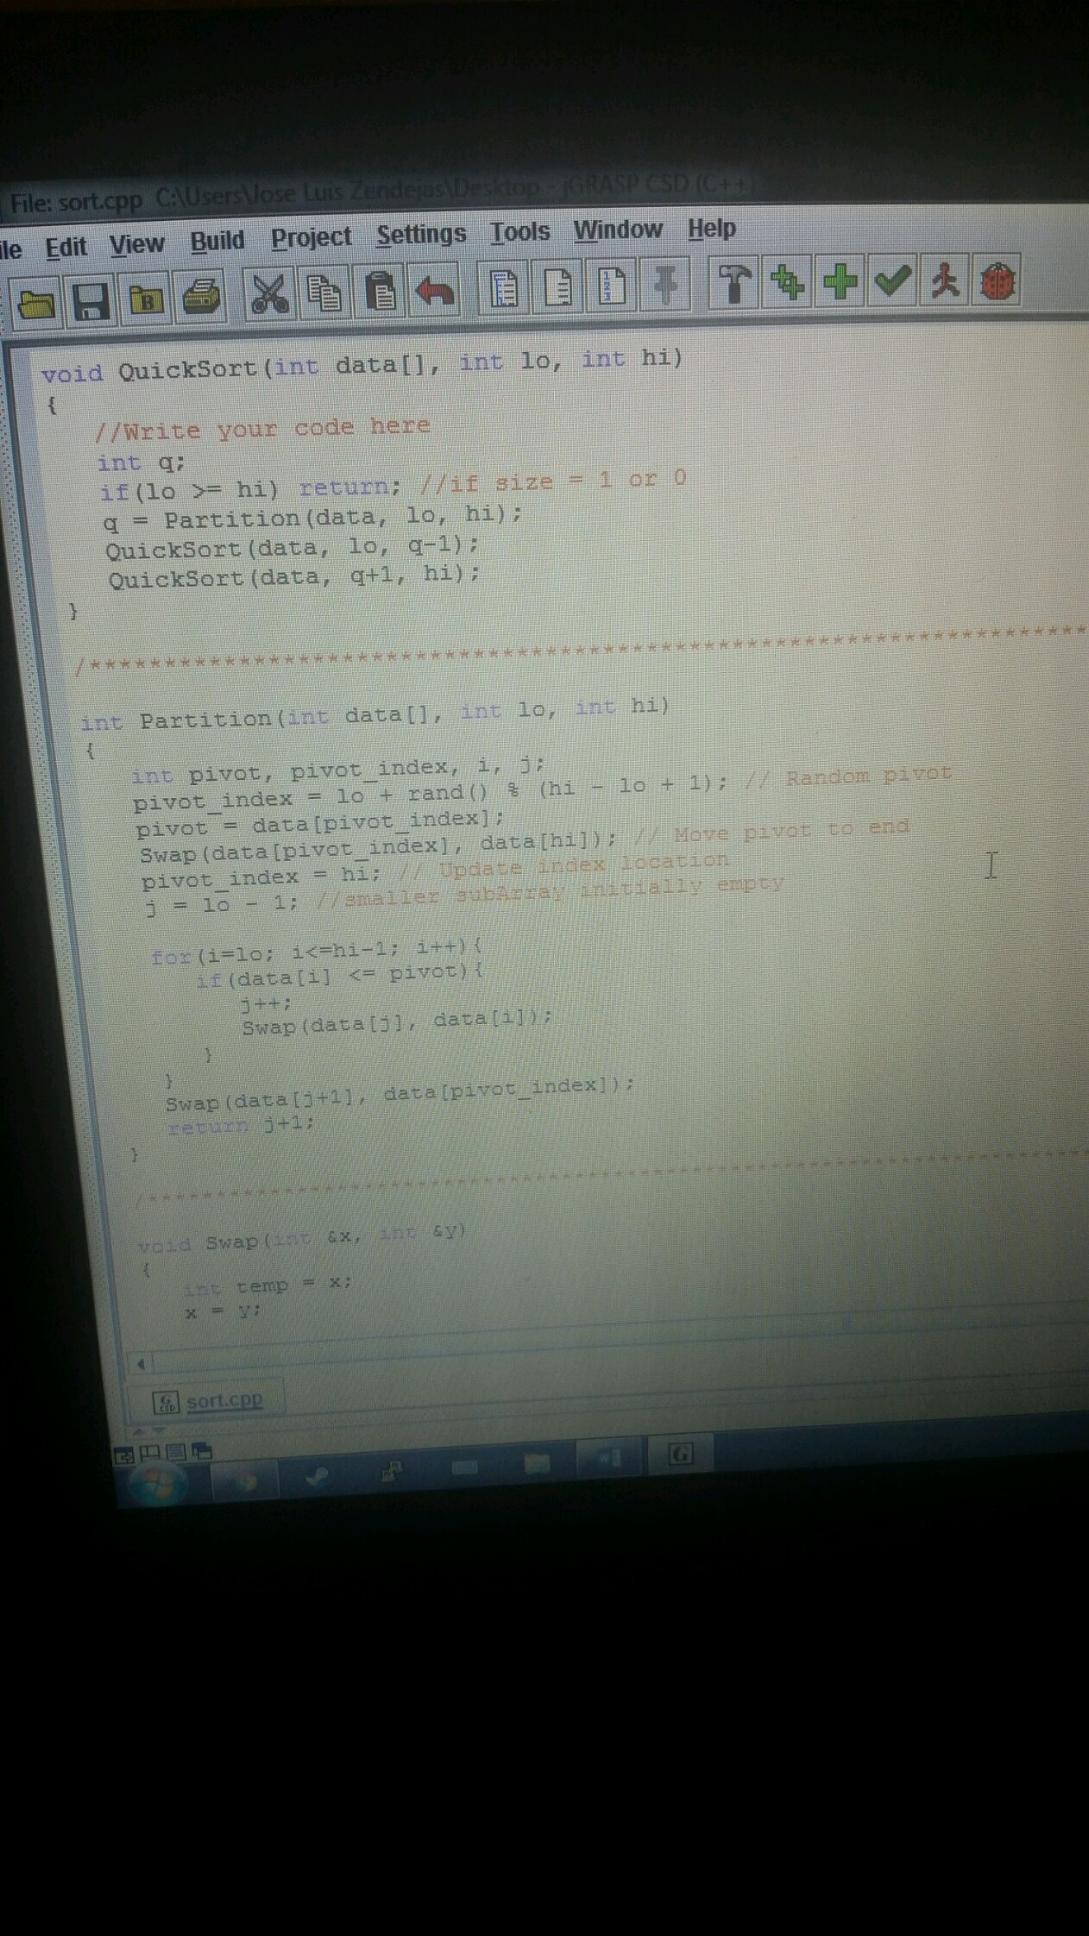 File: sort.cpp C:\Users\Jose Luis Zendejas\Desktop - jGRASP CSD (C++
ile Edit View Build Project Settings Tools Window Help
B
1 2 3
void QuickSort(int data[], int lo, int hi)
{
//Write your code here
int q;
if(lo >= hi) return; //if size = 1 or 0
q = Partition(data, lo, hi);
QuickSort(data, lo, q-1);
QuickSort(data, q+1, hi);
}
/*******************************************************************
int Partition(int data[], int lo, int hi)
{
int pivot, pivot_index, i, j;
pivot_index = lo + rand() % (hi - lo + 1); // Random pivot
pivot = data[pivot_index];
Swap(data[pivot_index], data[hi]); // Move pivot to end
pivot_index = hi; // Update index location
j = lo - 1; //smaller subArray initially empty
for(i=lo; i<=hi-1; i++){
if(data[i] <= pivot){
j++;
Swap(data[j], data[i]);
}
}
Swap(data[j+1], data[pivot_index]);
return j+1;
}
/*******************************************************************
void Swap(int &x, int &y)
{
int temp = x;
x = y;
G CSD sort.cpp
W G